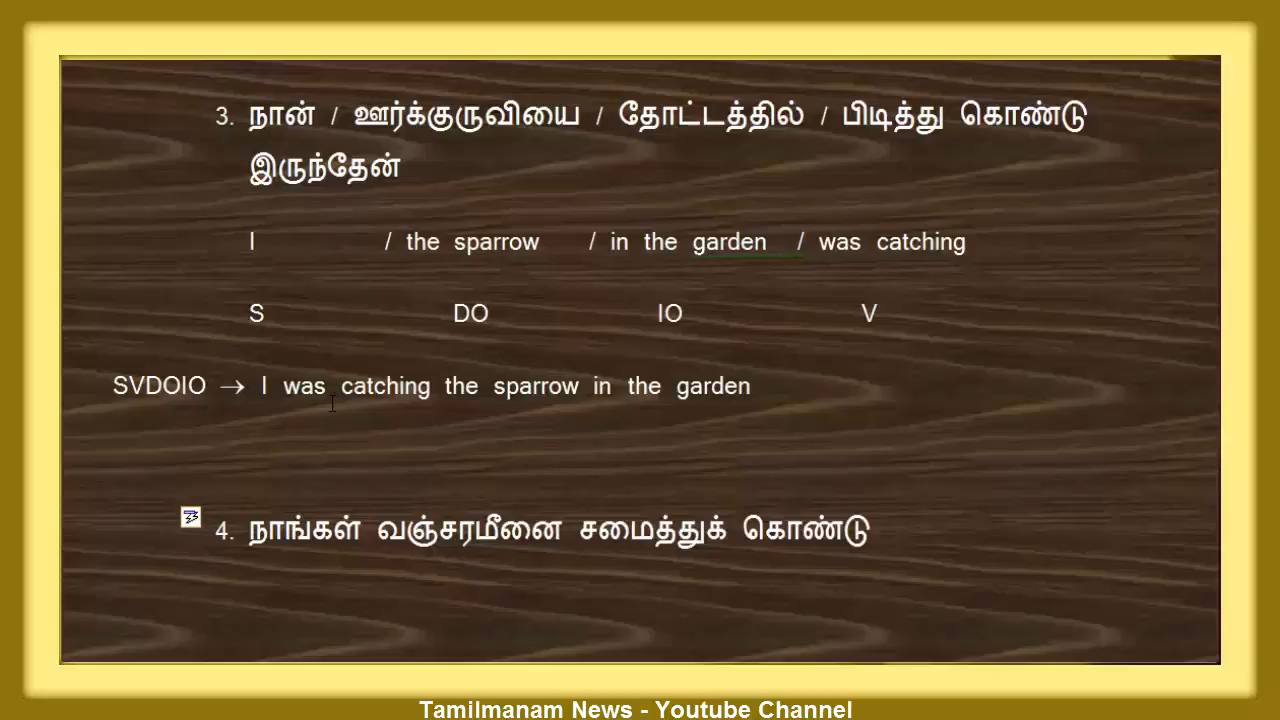 3. நான் / ஊர்க்குருவியை / தோட்டத்தில் / பிடித்து கொண்டு
இருந்தேன்
I / the sparrow / in the garden / was catching
S DO IO V
SVDOIO → I was catching the sparrow in the garden
4. நாங்கள் வஞ்சரமீனை சமைத்துக் கொண்டு
Tamilmanam News - Youtube Channel